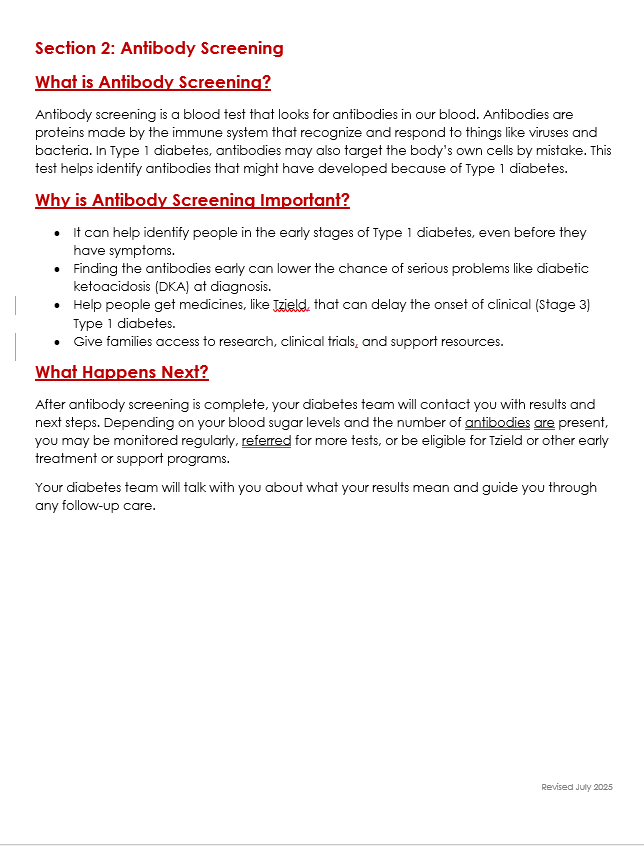 Section 2: Antibody Screening
What is Antibody Screening?
Antibody screening is a blood test that looks for antibodies in our blood. Antibodies are
proteins made by the immune system that recognize and respond to things like viruses and
bacteria. In Type 1 diabetes, antibodies may also target the body’s own cells by mistake. This
test helps identify antibodies that might have developed because of Type 1 diabetes.
Why is Antibody Screening Important?
• It can help identify people in the early stages of Type 1 diabetes, even before they
have symptoms.
• Finding the antibodies early can lower the chance of serious problems like diabetic
ketoacidosis (DKA) at diagnosis.
• Help people get medicines, like Tzield, that can delay the onset of clinical (Stage 3)
Type 1 diabetes.
• Give families access to research, clinical trials, and support resources.
What Happens Next?
After antibody screening is complete, your diabetes team will contact you with results and
next steps. Depending on your blood sugar levels and the number of antibodies are present,
you may be monitored regularly, referred for more tests, or be eligible for Tzield or other early
treatment or support programs.
Your diabetes team will talk with you about what your results mean and guide you through
any follow-up care.
Revised July 2025